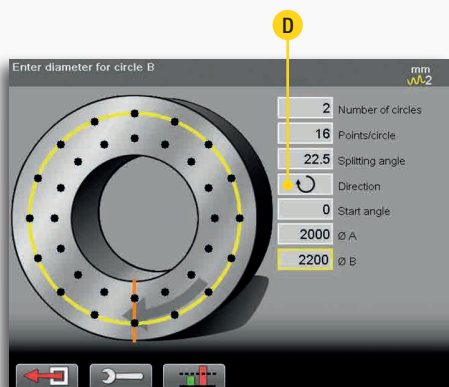 D
Enter diameter for circle B
mm
2
2 Number of circles
16 Points/circle
22.5 Splitting angle
Direction
0 Start angle
2000 Ø A
2200 Ø B